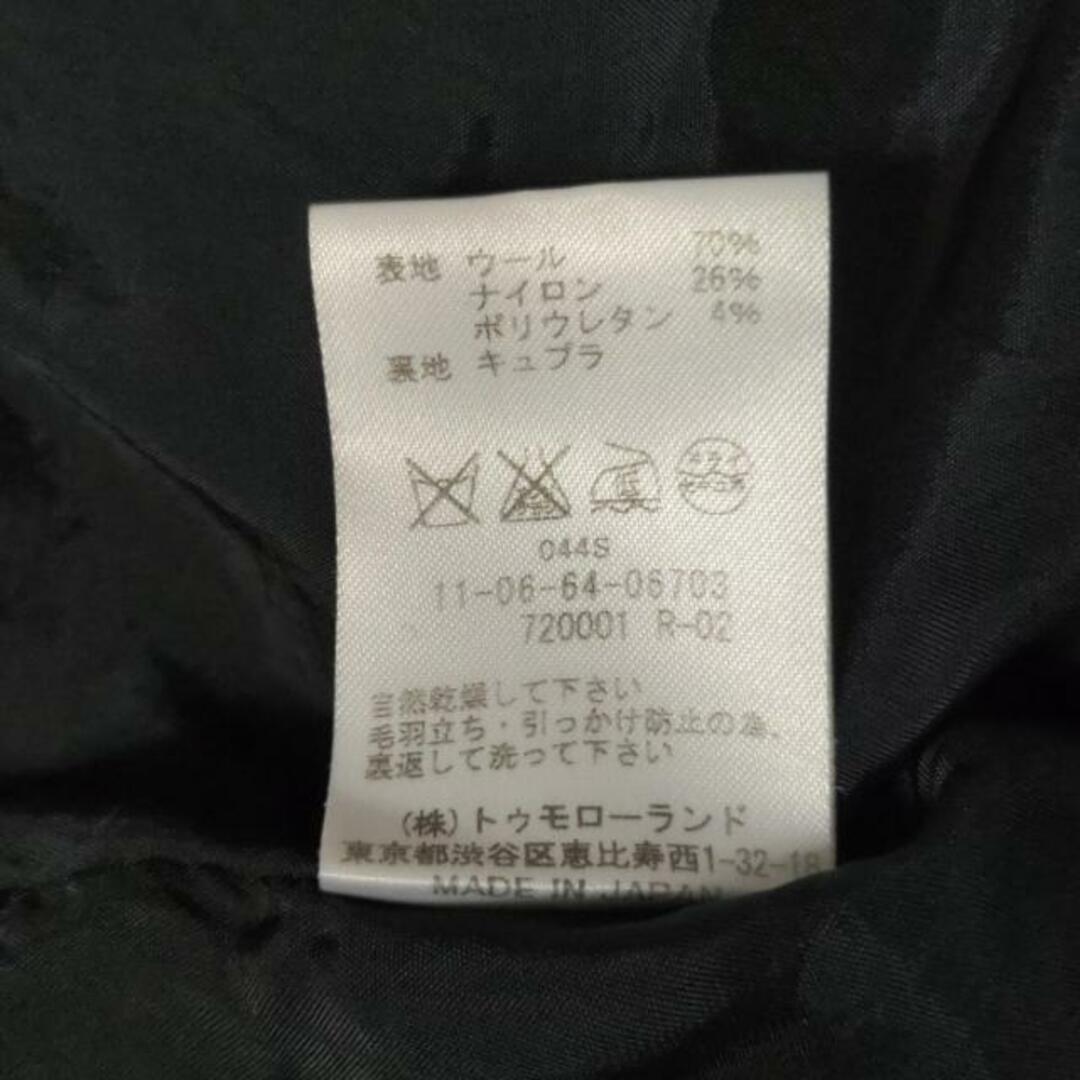 表地 ウール 70%
ナイロン 26%
ポリウレタン 4%
裏地 キュプラ
044S
11-06-64-06703
720001 R-02
自然乾燥して下さい
毛羽立ち・引っかけ防止の為、
裏返して洗って下さい
(株)トゥモローランド
東京都渋谷区恵比寿西1-32-18
MADE IN JAPAN